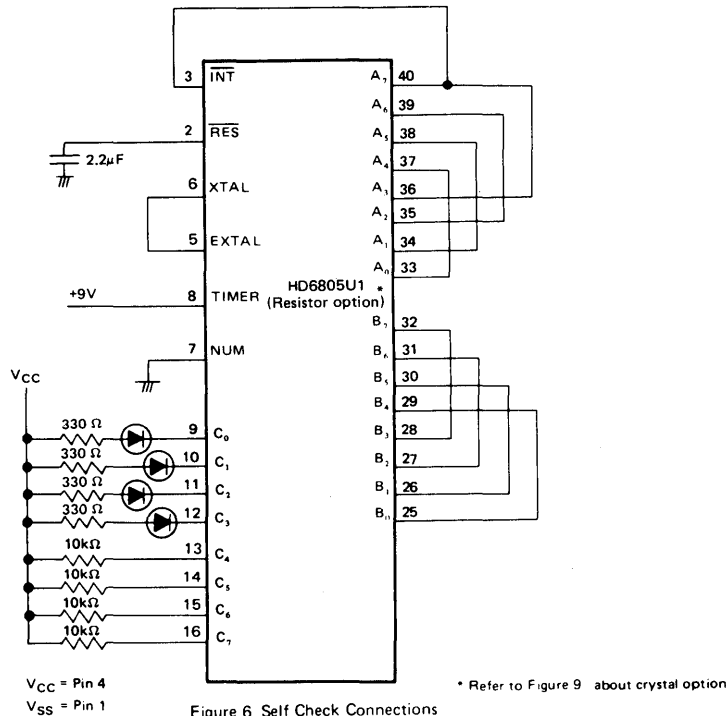 3 INT A7 40
A6 39
2 RES A5 38
2.2μF A4 37
6 XTAL A3 36
A2 35
5 EXTAL A1 34
A0 33
HD6805U1
+9V 8 TIMER (Resistor option) *
B7 32
7 NUM B6 31
B5 30
VCC B4 29
330 Ω 9 C0 B3 28
330 Ω 10 C1 B2 27
330 Ω 11 C2 B1 26
330 Ω 12 C3 B0 25
10kΩ 13 C4
10kΩ 14 C5
10kΩ 15 C6
10kΩ 16 C7
VCC = Pin 4
VSS = Pin 1
* Refer to Figure 9 about crystal option
Figure 6 Self Check Connections